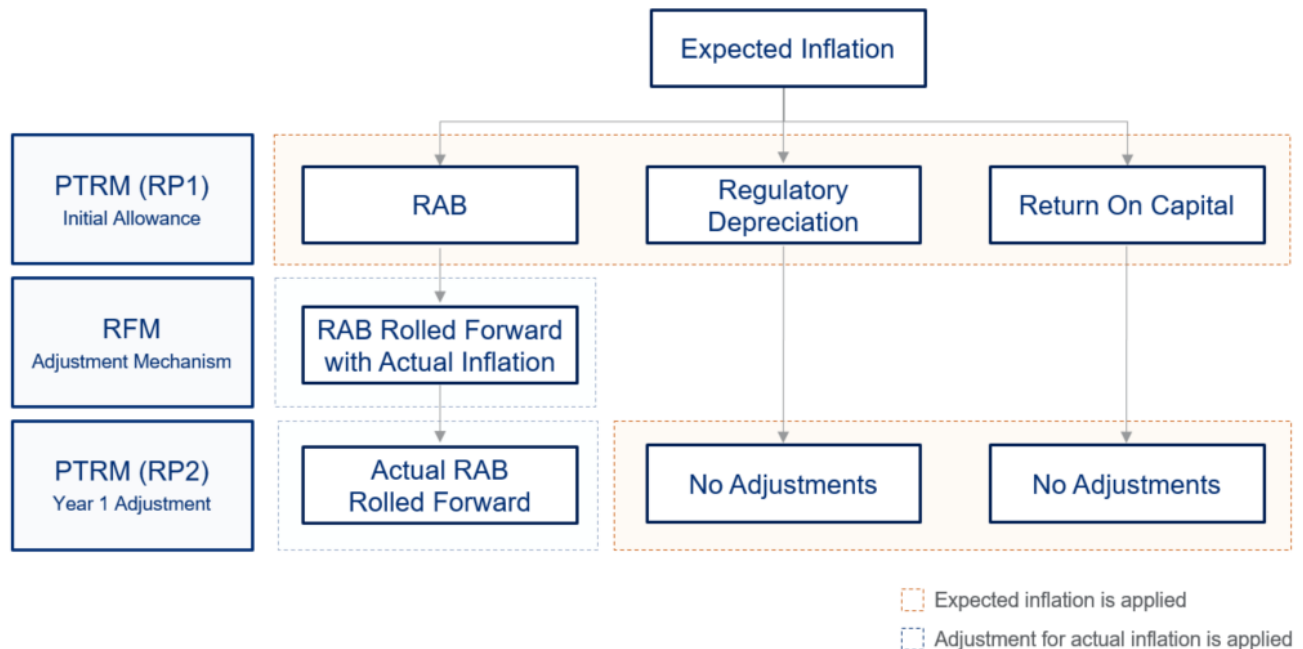 Expected Inflation
PTRM (RP1)
Initial Allowance
RAB
Regulatory
Depreciation
Return On Capital
RFM
Adjustment Mechanism
RAB Rolled Forward
with Actual Inflation
PTRM (RP2)
Year 1 Adjustment
Actual RAB
Rolled Forward
No Adjustments
No Adjustments
Expected inflation is applied
Adjustment for actual inflation is applied